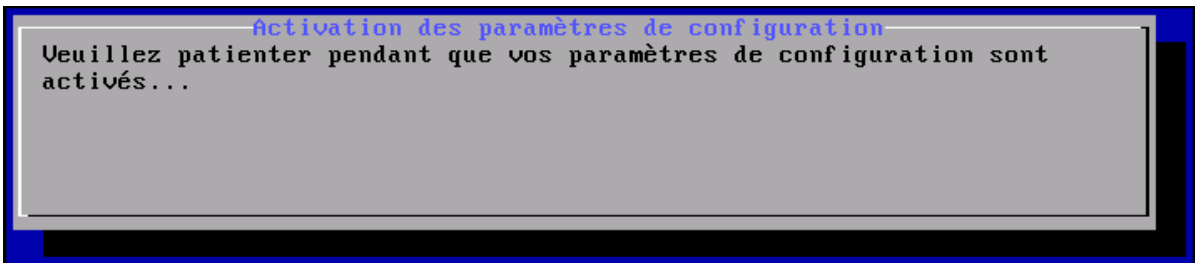 Activation des paramètres de configuration
Veuillez patienter pendant que vos paramètres de configuration sont
activés...